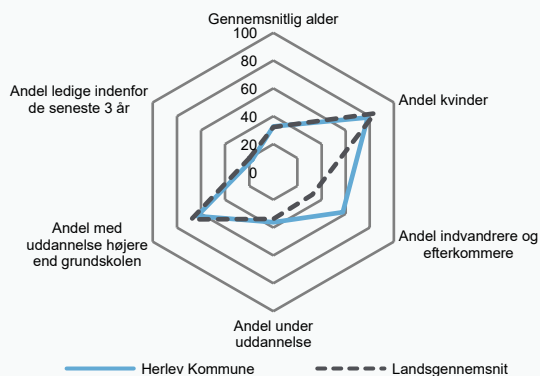 Gennemsnitlig alder
100
80
60
40
20
0
Andel kvinder
Andel indvandrere og
efterkommere
Andel under
uddannelse
Andel med
uddannelse højere
end grundskolen
Andel ledige indenfor
de seneste 3 år
Herlev Kommune
Landsgennemsnit